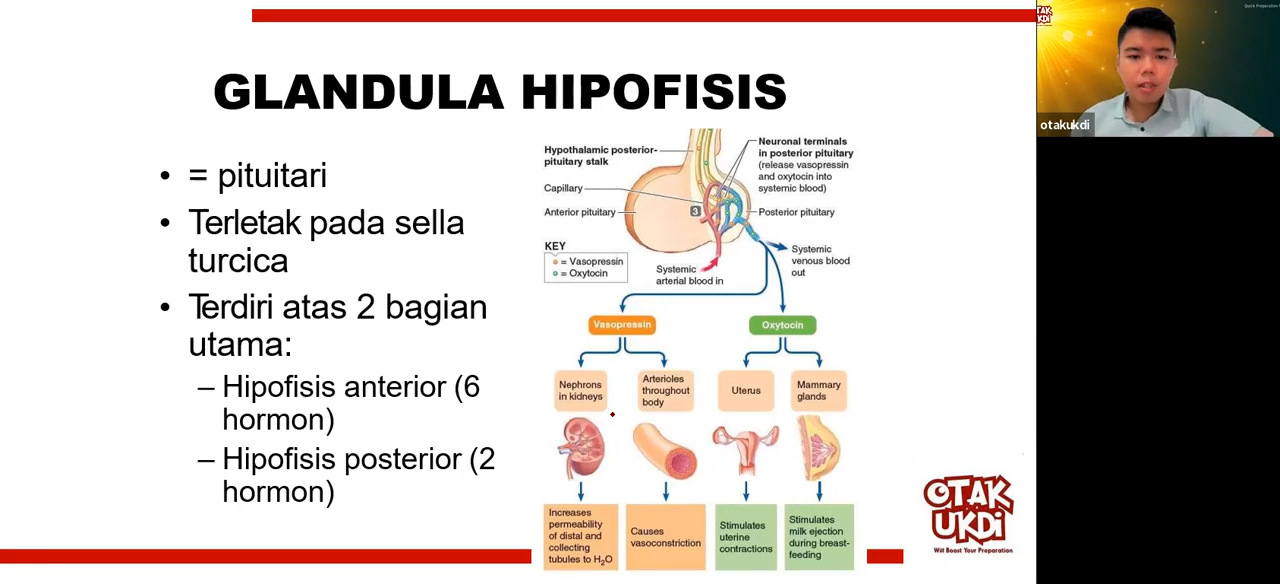 GLANDULA HIPOFISIS
• = pituitari
• Terletak pada sella
turcica
• Terdiri atas 2 bagian
utama:
– Hipofisis anterior (6
hormon)
– Hipofisis posterior (2
hormon)
Hypothalamic posterior-
pituitary stalk
Capillary
Anterior pituitary
Neuronal terminals
in posterior pituitary
(release vasopressin
and oxytocin into
systemic blood)
3
Posterior pituitary
KEY
= Vasopressin
= Oxytocin
Systemic
arterial blood in
Systemic
venous blood
out
Vasopressin
Oxytocin
Nephrons
in kidneys
Arterioles
throughout
body
Uterus
Mammary
glands
Increases
permeability
of distal and
collecting
tubules to H₂O
Causes
vasoconstriction
Stimulates
uterine
contractions
Stimulates
milk ejection
during breast-
feeding
OTAK
UKDi
Will Boost Your Preparation
OTAK
UKDi
Quick Preparation
otakukdi